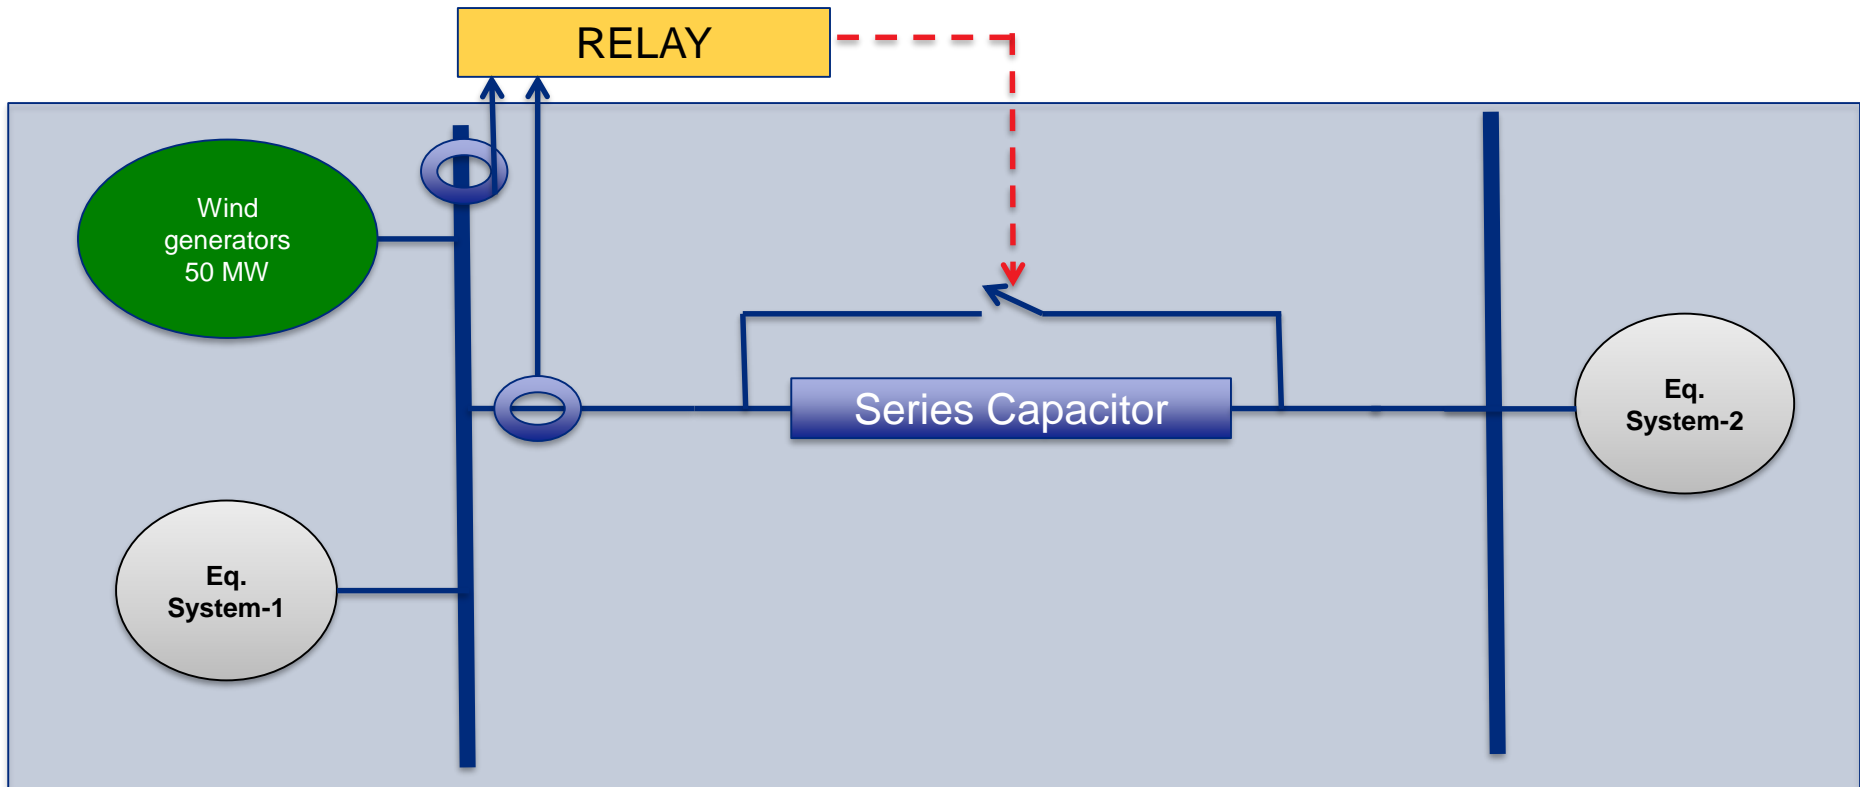 RELAY
Wind
generators
50 MW
Series Capacitor
Eq.
System-2
Eq.
System-1